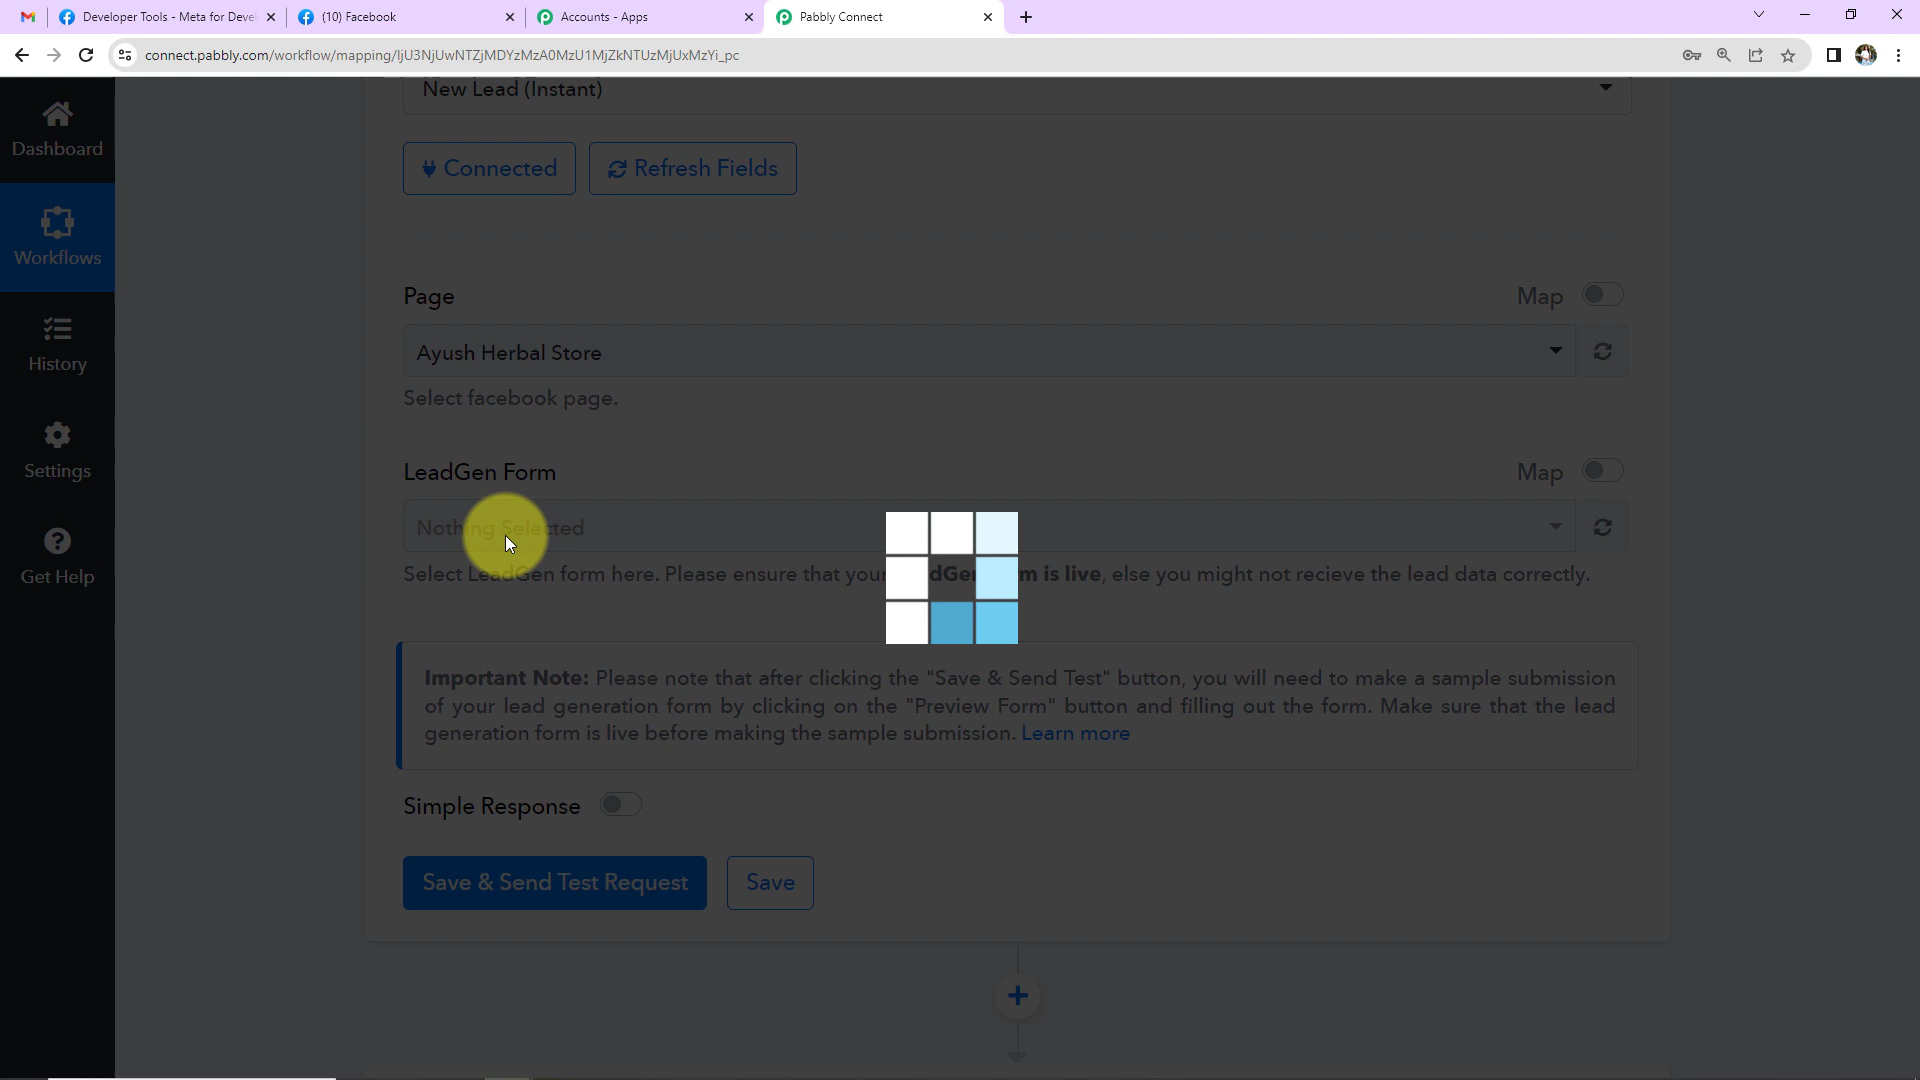 Developer Tools - Meta for Devel
(10) Facebook
Accounts - Apps
Pabbly Connect
connect.pabbly.com/workflow/mapping/IjU3NjUwNTZjMDYzMzA0MzU1MjZkNTUzMjUxMzYi_pc
New Lead (Instant)
Dashboard
Connected
Refresh Fields
Workflows
Page
Map
History
Ayush Herbal Store
Select facebook page.
Settings
LeadGen Form
Map
Nothing Selected
Get Help
Select LeadGen form here. Please ensure that your is live, else you might not recieve the lead data correctly.
Important Note: Please note that after clicking the "Save & Send Test" button, you will need to make a sample submission
of your lead generation form by clicking on the "Preview Form" button and filling out the form. Make sure that the lead
generation form is live before making the sample submission. Learn more
Simple Response
Save & Send Test Request
Save